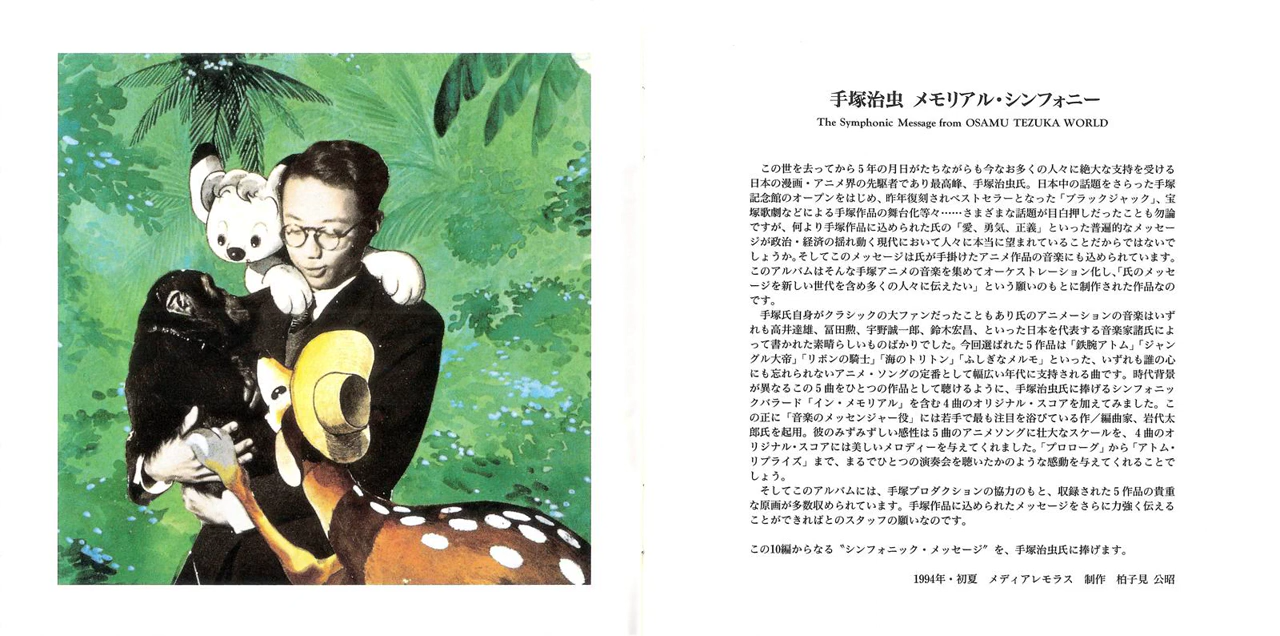 手塚治虫 メモリアル・シンフォニー
The Symphonic Message from OSAMU TEZUKA WORLD
この世を去ってから5年の月日がたちながらも今なお多くの人々に絶大な支持を受ける
日本の漫画・アニメ界の先駆者であり最高峰、手塚治虫氏。日本中の話題をさらった手塚
記念館のオープンをはじめ、昨年復刻されベストセラーとなった「ブラックジャック」、宝
塚歌劇などによる手塚作品の舞台化等々……さまざまな話題が目白押しだったことも勿論
ですが、何より手塚作品に込められた氏の「愛、勇気、正義」といった普遍的なメッセー
ジが政治・経済の揺れ動く現代において人々に本当に望まれていることだからではないで
しょうか。そしてこのメッセージは氏が手掛けたアニメ作品の音楽にも込められています。
このアルバムはそんな手塚アニメの音楽を集めてオーケストレーション化し、「氏のメッセ
ージを新しい世代を含め多くの人々に伝えたい」という願いのもとに制作された作品なの
です。
手塚氏自身がクラシックの大ファンだったこともあり氏のアニメーションの音楽はいず
れも高井達雄、冨田勲、宇野誠一郎、鈴木宏昌、といった日本を代表する音楽家諸氏によ
って書かれた素晴らしいものばかりでした。今回選ばれた5作品は「鉄腕アトム」「ジャン
グル大帝」「リボンの騎士」「海のトリトン」「ふしぎなメルモ」といった、いずれも誰の心
にも忘れられないアニメ・ソングの定番として幅広い年代に支持される曲です。時代背景
が異なるこの5曲をひとつの作品として聴けるように、手塚治虫氏に捧げるシンフォニッ
クバラード「イン・メモリアル」を含む4曲のオリジナル・スコアを加えてみました。こ
の正に「音楽のメッセンジャー役」には若手で最も注目を浴びている作／編曲家、岩代太
郎氏を起用。彼のみずみずしい感性は5曲のアニメソングに壮大なスケールを、4曲のオ
リジナル・スコアには美しいメロディーを与えてくれました。「プロローグ」から「アトム・
リプライズ」まで、まるでひとつの演奏会を聴いたかのような感動を与えてくれることで
しょう。
そしてこのアルバムには、手塚プロダクションの協力のもと、収録された5作品の貴重
な原画が多数収められています。手塚作品に込められたメッセージをさらに力強く伝える
ことができればとのスタッフの願いなのです。
この10編からなる〝シンフォニック・メッセージ〟を、手塚治虫氏に捧げます。
1994年・初夏　メディアレモラス　制作　柏子見 公昭